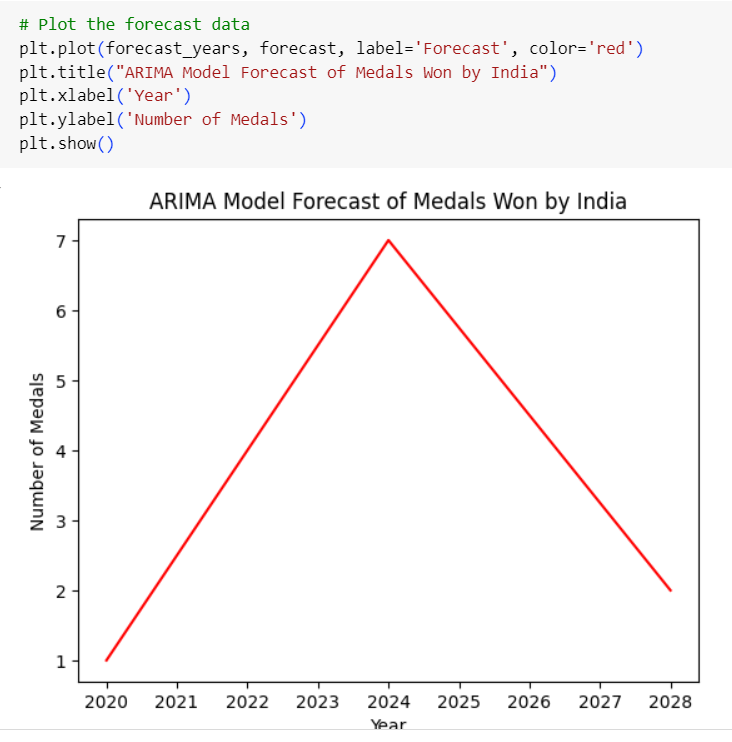 # Plot the forecast data
plt.plot(forecast_years, forecast, label='Forecast', color='red')
plt.title("ARIMA Model Forecast of Medals Won by India")
plt.xlabel('Year')
plt.ylabel('Number of Medals')
plt.show()
ARIMA Model Forecast of Medals Won by India
7
6
5
4
3
2
1
Number of Medals
2020 2021 2022 2023 2024 2025 2026 2027 2028
Year